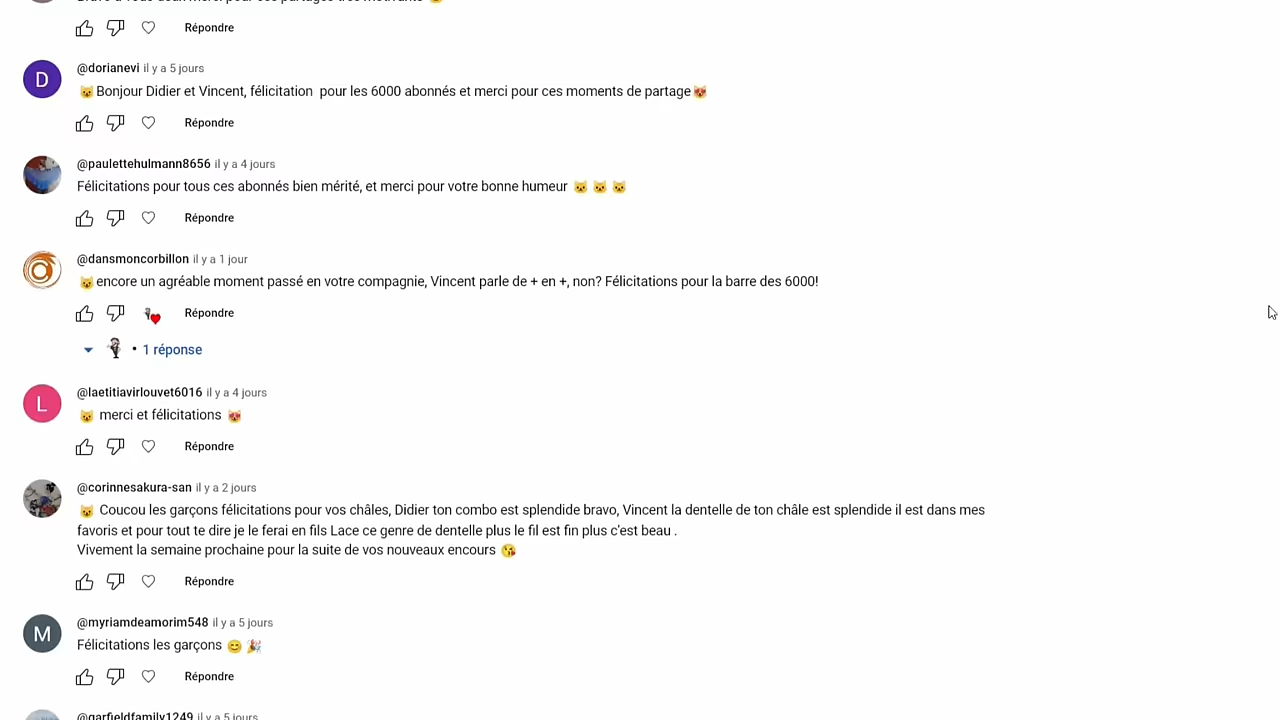 Répondre
@dorianevi il y a 5 jours
😺Bonjour Didier et Vincent, félicitation  pour les 6000 abonnés et merci pour ces moments de partage😻
Répondre
@paulettehulmann8656 il y a 4 jours
Félicitations pour tous ces abonnés bien mérité, et merci pour votre bonne humeur 🐱 🐱 🐱
Répondre
@dansmoncorbillon il y a 1 jour
😺encore un agréable moment passé en votre compagnie, Vincent parle de + en +, non? Félicitations pour la barre des 6000!
Répondre
• 1 réponse
L
@laetitiavirlouvet6016 il y a 4 jours
😺 merci et félicitations 😻
Répondre
@corinnesakura-san il y a 2 jours
😺 Coucou les garçons félicitations pour vos châles, Didier ton combo est splendide bravo, Vincent la dentelle de ton châle est splendide il est dans mes
favoris et pour tout te dire je le ferai en fils Lace ce genre de dentelle plus le fil est fin plus c'est beau .
Vivement la semaine prochaine pour la suite de vos nouveaux encours 😘
Répondre
M
@myriamdeamorim548 il y a 5 jours
Félicitations les garçons 😊 🎉
Répondre
@garfieldfamily1249 il y a 5 jours